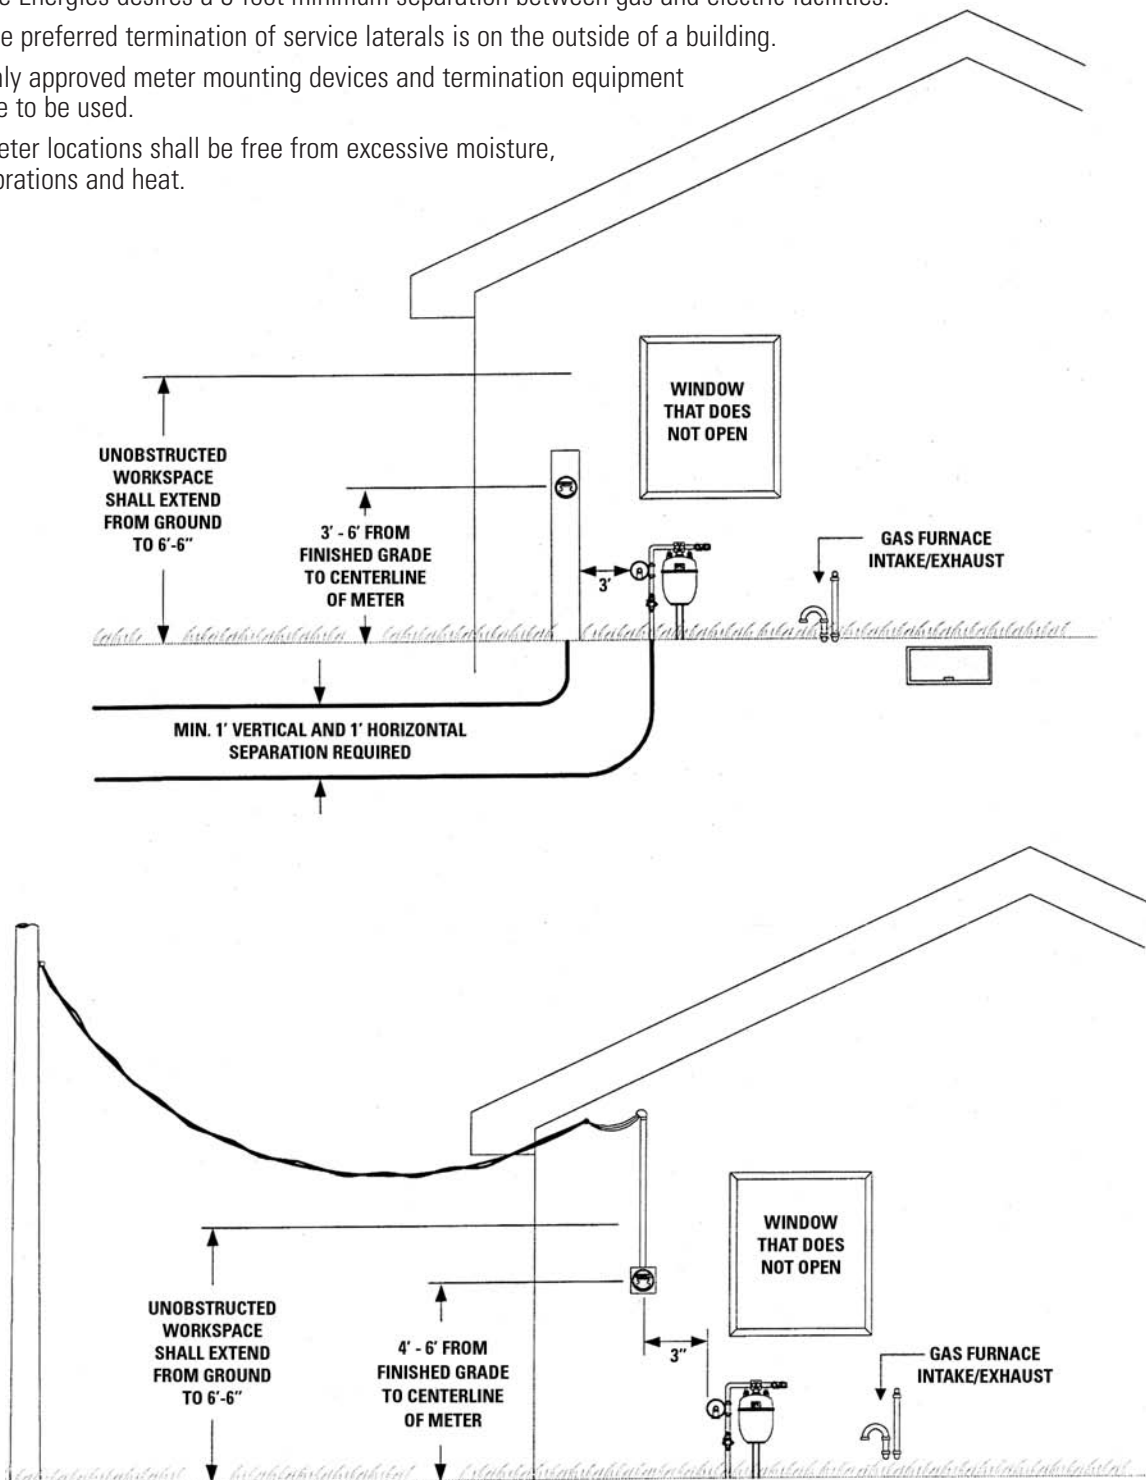 e Energies desires a 3-foot minimum separation between gas and electric facilities.
e preferred termination of service laterals is on the outside of a building.
ly approved meter mounting devices and termination equipment
e to be used.
eter locations shall be free from excessive moisture,
brations and heat.
WINDOW
THAT DOES
NOT OPEN
UNOBSTRUCTED
WORKSPACE
SHALL EXTEND
FROM GROUND
TO 6'-6"
3' - 6' FROM
FINISHED GRADE
TO CENTERLINE
OF METER
3'
GAS FURNACE
INTAKE/EXHAUST
MIN. 1' VERTICAL AND 1' HORIZONTAL
SEPARATION REQUIRED
WINDOW
THAT DOES
NOT OPEN
UNOBSTRUCTED
WORKSPACE
SHALL EXTEND
FROM GROUND
TO 6'-6"
4' - 6' FROM
FINISHED GRADE
TO CENTERLINE
OF METER
3"
GAS FURNACE
INTAKE/EXHAUST